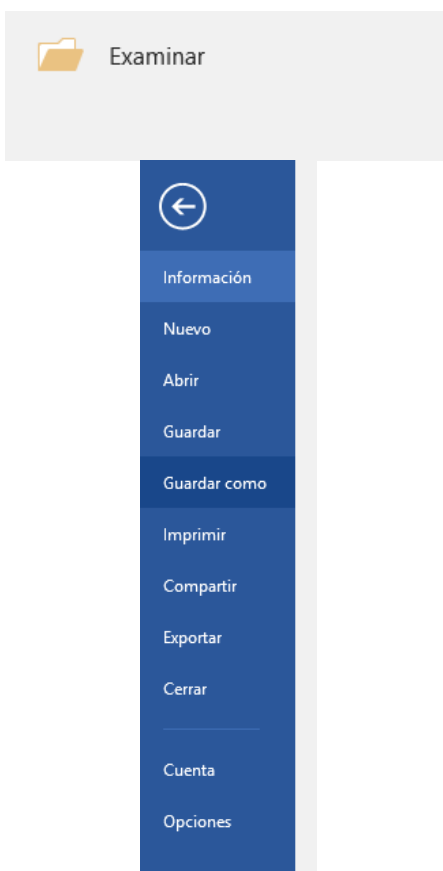 Examinar
Información
Nuevo
Abrir
Guardar
Guardar como
Imprimir
Compartir
Exportar
Cerrar
Cuenta
Opciones